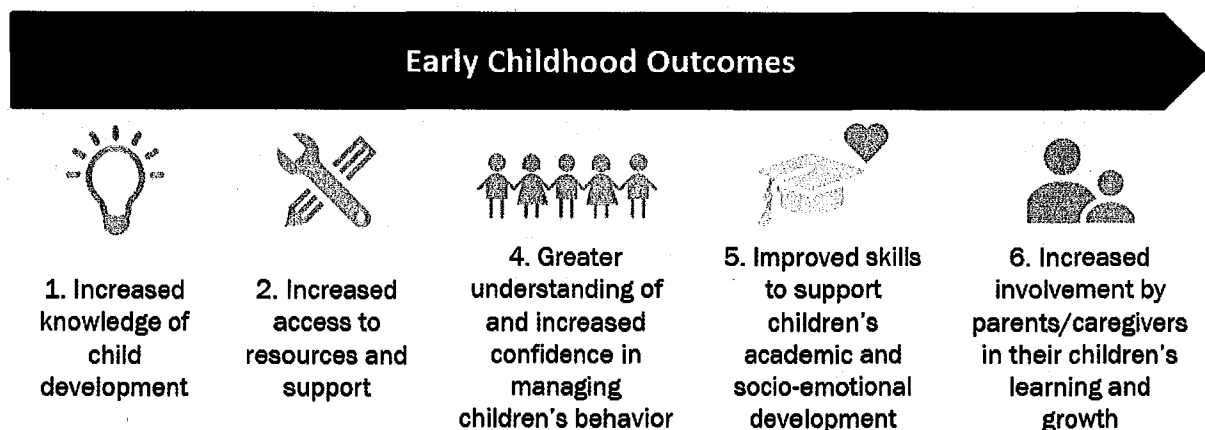 Early Childhood Outcomes
1. Increased
knowledge of
child
development
2. Increased
access to
resources and
support
4. Greater
understanding of
and increased
confidence in
managing
children's behavior
5. Improved skills
to support
children's
academic and
socio-emotional
development
6. Increased
involvement by
parents/caregivers
in their children's
learning and
growth